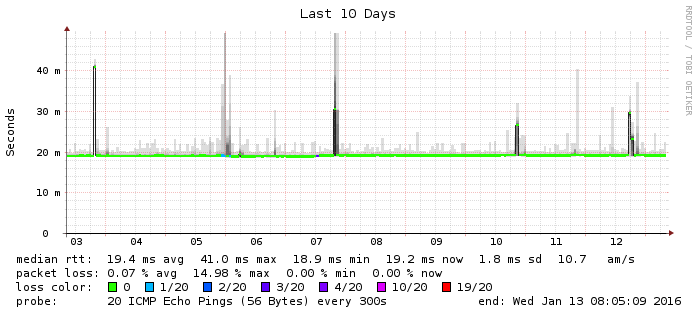 Last 10 Days
RRDTOOL / TOBI OETIKER
Seconds
40 m
30 m
20 m
10 m
0
03 04 05 06 07 08 09 10 11 12
median rtt: 19.4 ms avg 41.0 ms max 18.9 ms min 19.2 ms now 1.8 ms sd 10.7 am/s
packet loss: 0.07 % avg 14.98 % max 0.00 % min 0.00 % now
loss color: 0 1/20 2/20 3/20 4/20 10/20 19/20
probe: 20 ICMP Echo Pings (56 Bytes) every 300s end: Wed Jan 13 08:05:09 2016